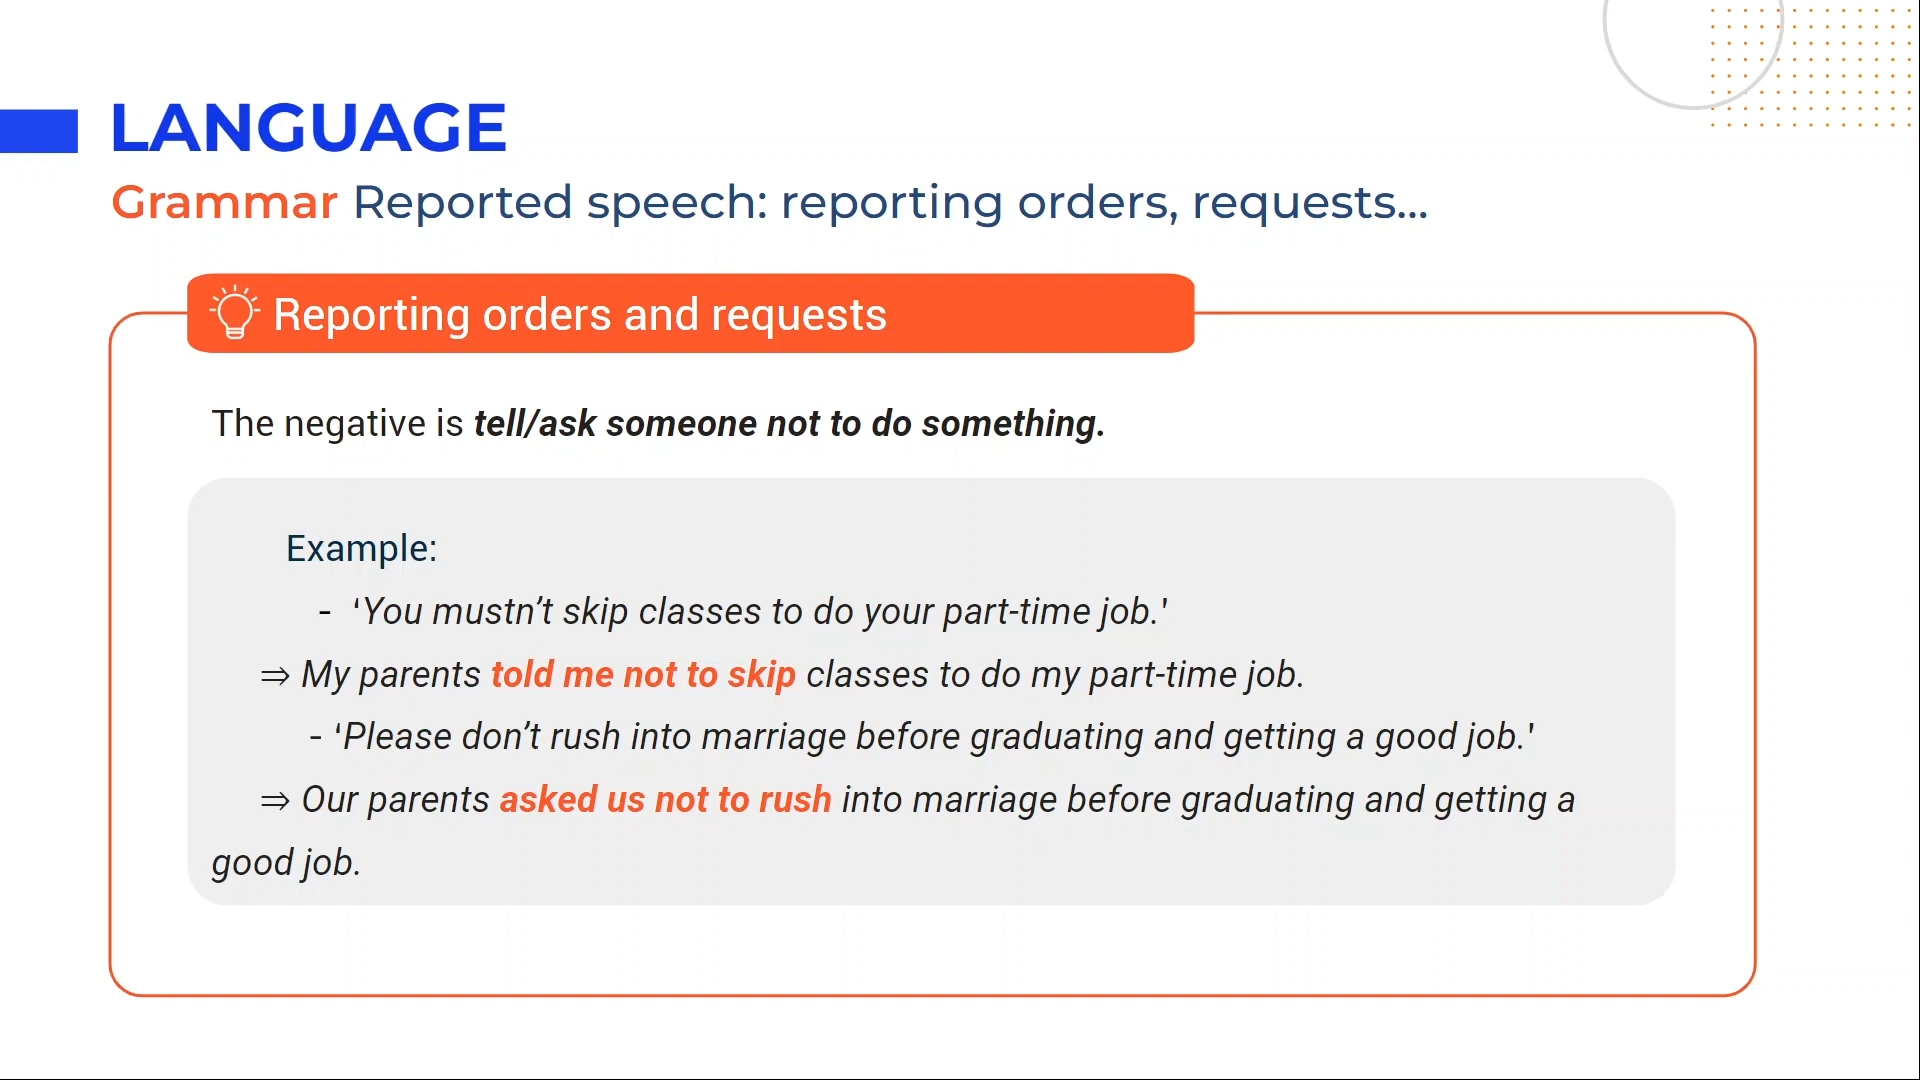 LANGUAGE
Grammar Reported speech: reporting orders, requests...
Reporting orders and requests
The negative is tell/ask someone not to do something.
Example:
- ‘You mustn’t skip classes to do your part-time job.'
⇒ My parents told me not to skip classes to do my part-time job.
- ‘Please don’t rush into marriage before graduating and getting a good job.'
⇒ Our parents asked us not to rush into marriage before graduating and getting a
good job.